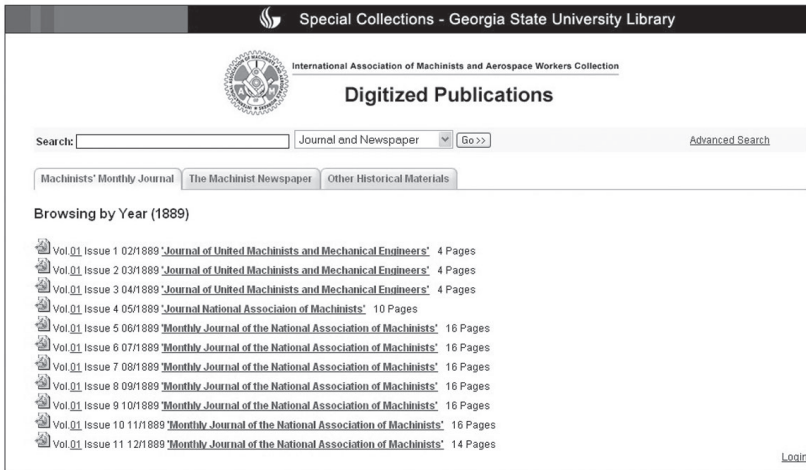 Special Collections - Georgia State University Library
International Association of Machinists and Aerospace Workers Collection
Digitized Publications
Search: Journal and Newspaper Go >> Advanced Search
Machinists' Monthly Journal The Machinist Newspaper Other Historical Materials
Browsing by Year (1889)
Vol.01 Issue 1 02/1889 'Journal of United Machinists and Mechanical Engineers' 4 Pages
Vol.01 Issue 2 03/1889 'Journal of United Machinists and Mechanical Engineers' 4 Pages
Vol.01 Issue 3 04/1889 'Journal of United Machinists and Mechanical Engineers' 4 Pages
Vol.01 Issue 4 05/1889 'Journal National Associaion of Machinists' 10 Pages
Vol.01 Issue 5 06/1889 'Monthly Journal of the National Association of Machinists' 16 Pages
Vol.01 Issue 6 07/1889 'Monthly Journal of the National Association of Machinists' 16 Pages
Vol.01 Issue 7 08/1889 'Monthly Journal of the National Association of Machinists' 16 Pages
Vol.01 Issue 8 09/1889 'Monthly Journal of the National Association of Machinists' 16 Pages
Vol.01 Issue 9 10/1889 'Monthly Journal of the National Association of Machinists' 16 Pages
Vol.01 Issue 10 11/1889 'Monthly Journal of the National Association of Machinists' 16 Pages
Vol.01 Issue 11 12/1889 'Monthly Journal of the National Association of Machinists' 14 Pages
Login